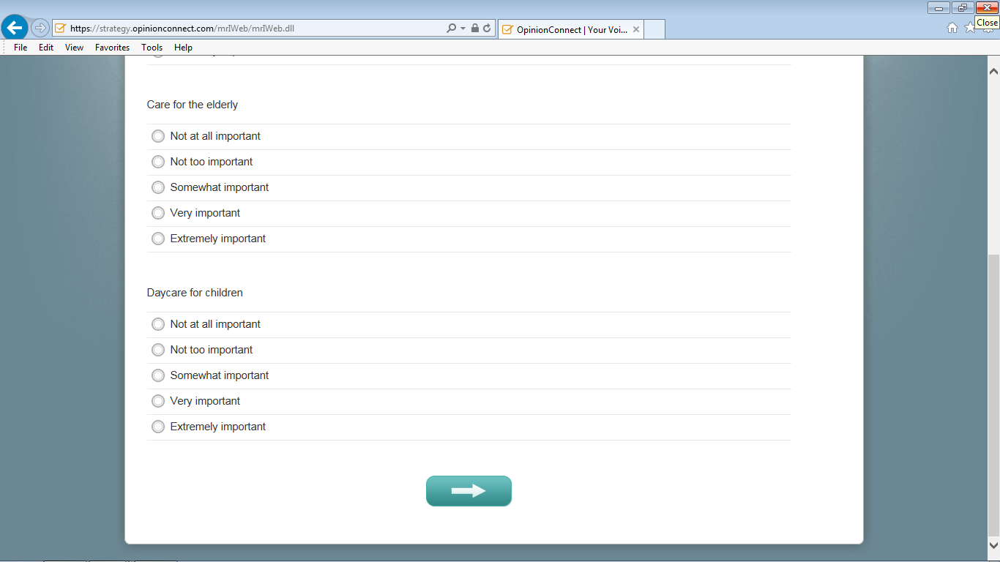 https://strategy.opinionconnect.com/mrIWeb/mrIWeb.dll
OpinionConnect | Your Voi...
Close
File Edit View Favorites Tools Help
Care for the elderly
Not at all important
Not too important
Somewhat important
Very important
Extremely important
Daycare for children
Not at all important
Not too important
Somewhat important
Very important
Extremely important